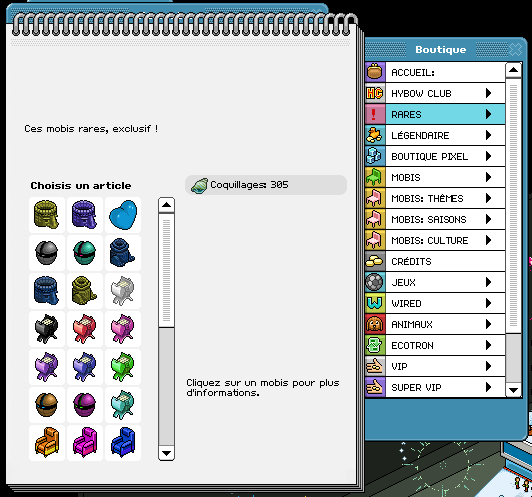 Ces mobis rares, exclusif !
Choisis un article
Coquillages: 305
Cliquez sur un mobis pour plus
d'informations.
Boutique
ACCUEIL:
HC HYBOW CLUB
! RARES
LÉGENDAIRE
BOUTIQUE PIXEL
MOBIS
MOBIS: THÈMES
MOBIS: SAISONS
MOBIS: CULTURE
CRÉDITS
JEUX
W WIRED
ANIMAUX
ECOTRON
VIP
SUPER VIP